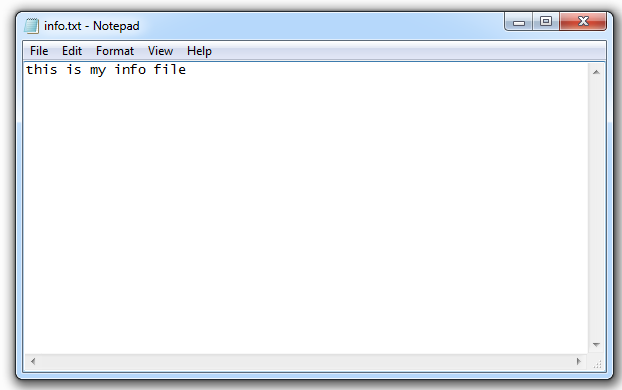 info.txt - Notepad
File Edit Format View Help
this is my info file